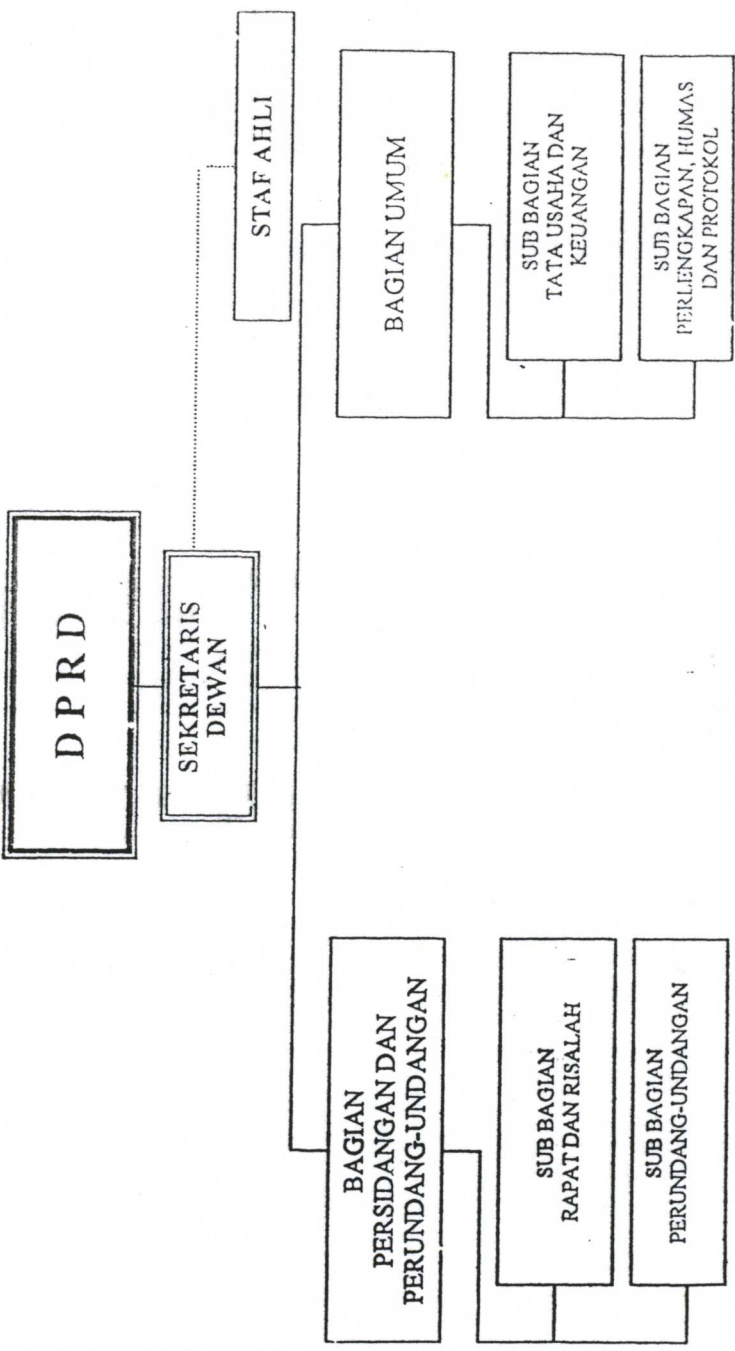 D P R D
SEKRETARIS
DEWAN
STAF AHLI
BAGIAN
PERSIDANGAN DAN
PERUNDANG-UNDANGAN
BAGIAN UMUM
SUB BAGIAN
RAPAT DAN RISALAH
SUB BAGIAN
PERUNDANG-UNDANGAN
SUB BAGIAN
TATA USAHA DAN
KEUANGAN
SUB BAGIAN
PERLENGKAPAN, HUMAS
DAN PROTOKOL